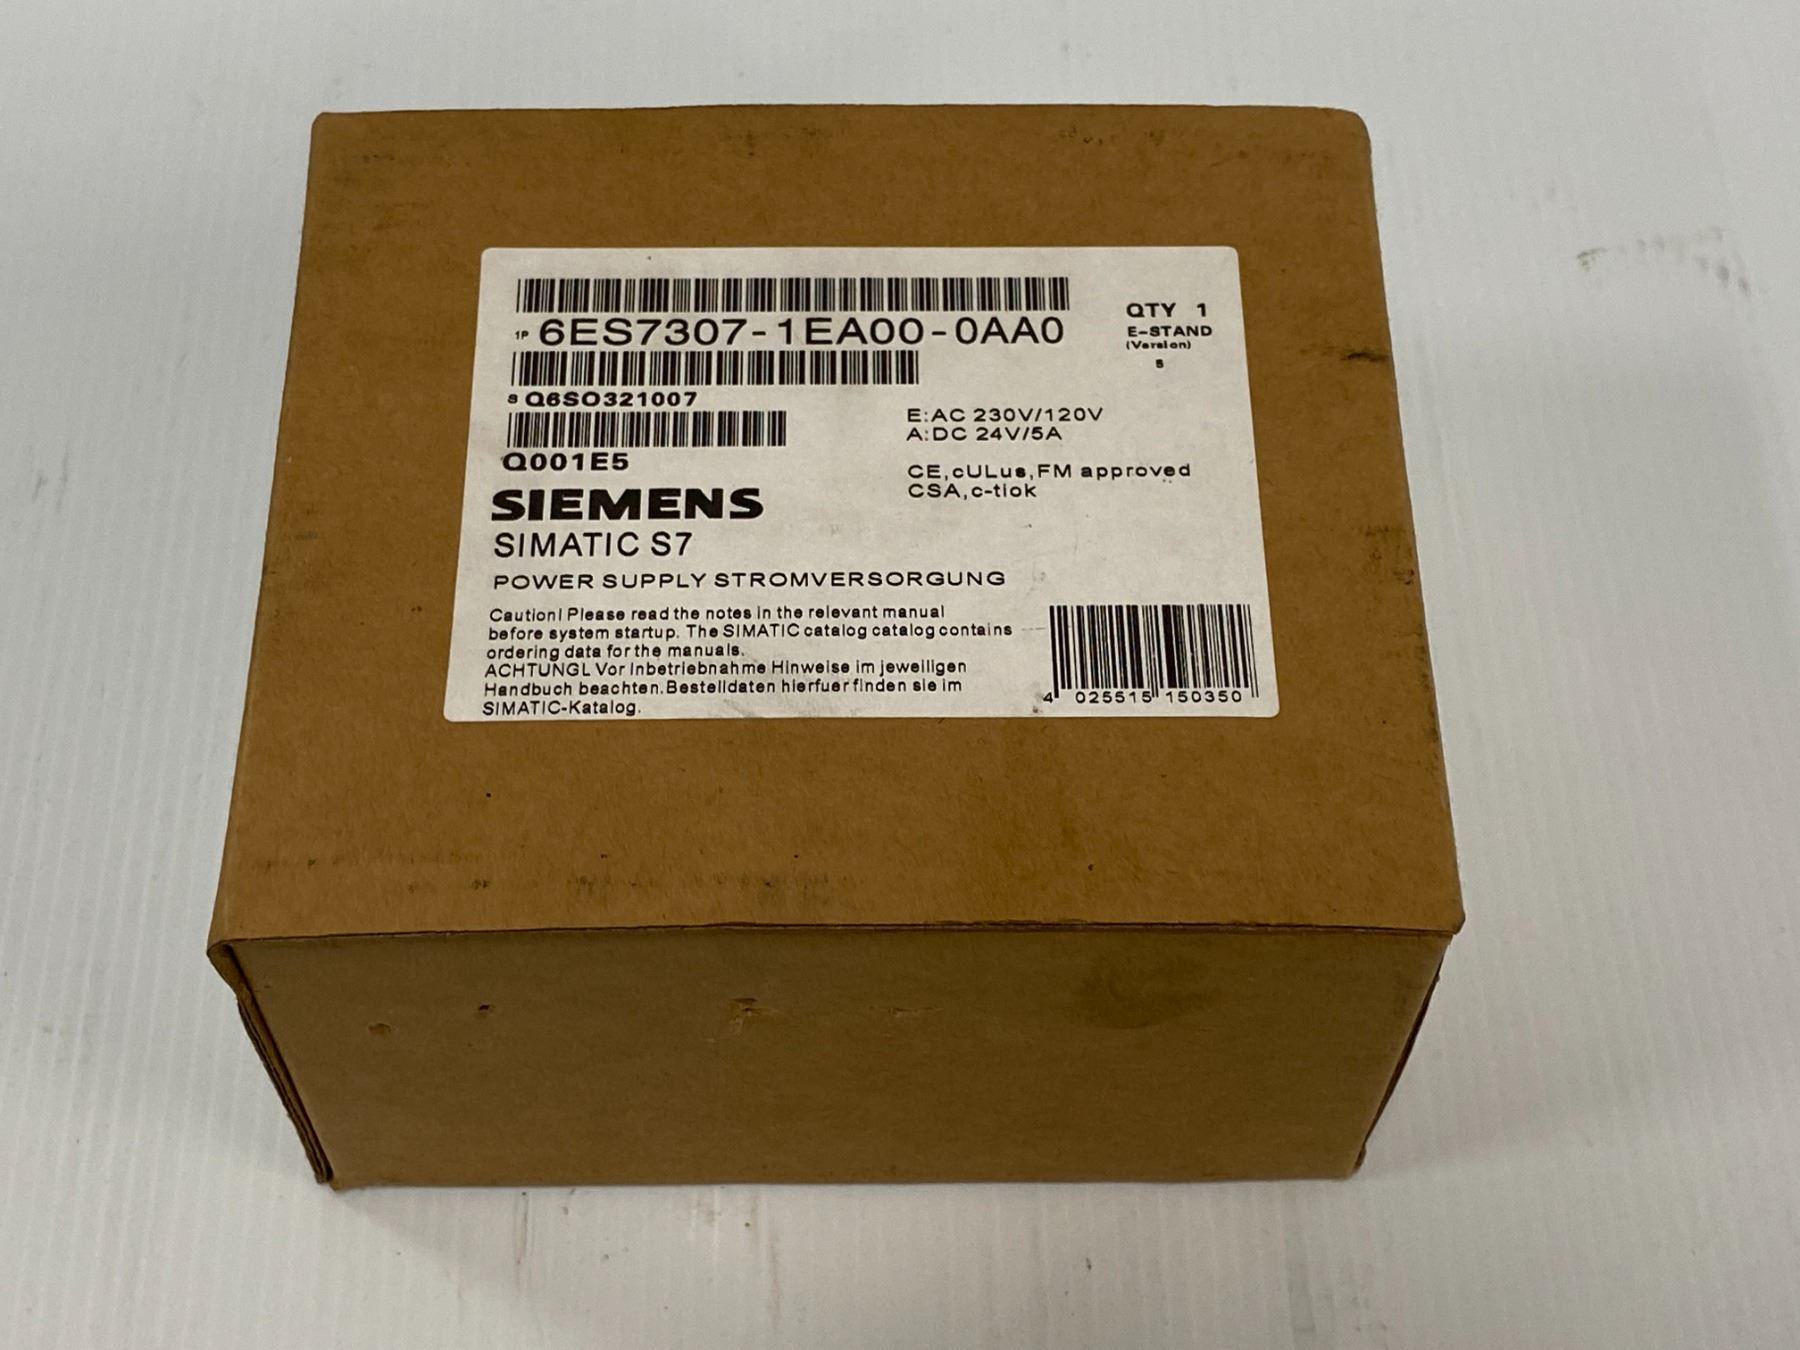 1P 6ES7307-1EA00-0AA0
QTY 1
E-STAND
(Version)
5
S Q6SO321007
Q001E5
E:AC 230V/120V
A:DC 24V/5A
CE,cULus,FM approved
CSA,c-tick
SIEMENS
SIMATIC S7
POWER SUPPLY STROMVERSORGUNG
Caution! Please read the notes in the relevant manual
before system startup. The SIMATIC catalog catalog contains
ordering data for the manuals.
ACHTUNGL Vor Inbetriebnahme Hinweise im jeweiligen
Handbuch beachten. Bestelldaten hierfuer finden sie im
SIMATIC-Katalog.
4 025515 150350